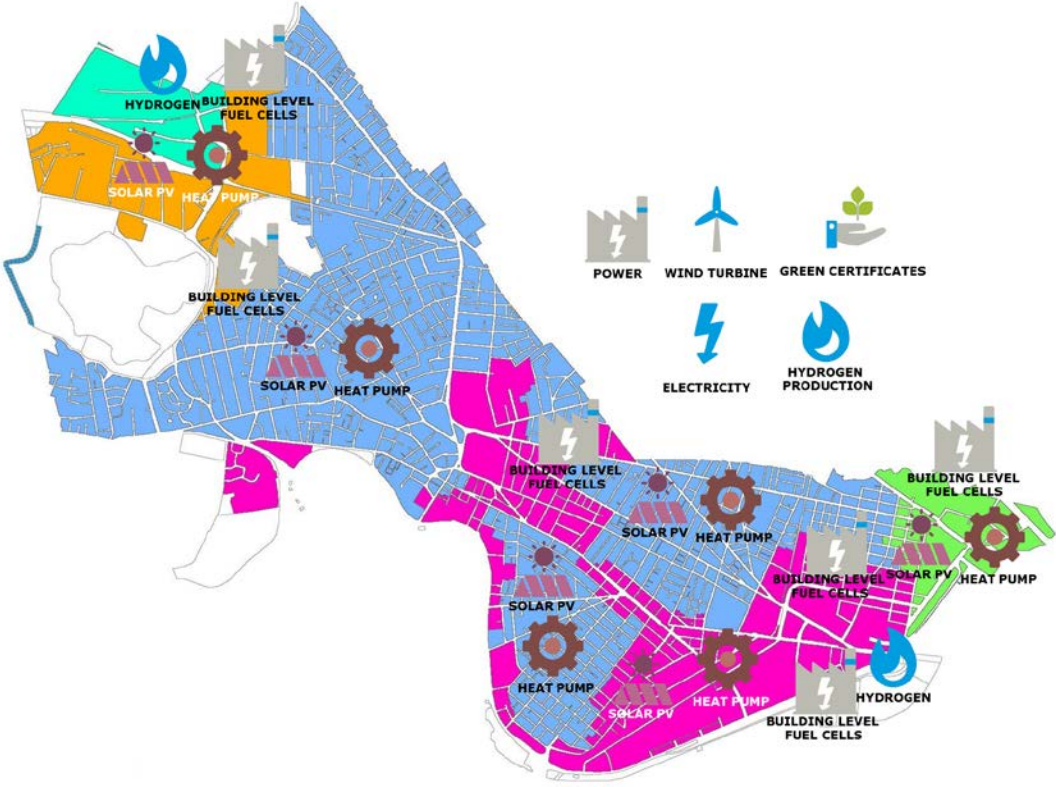 HYDROGEN
BUILDING LEVEL
FUEL CELLS
SOLAR PV
HEAT PUMP
BUILDING LEVEL
FUEL CELLS
SOLAR PV
HEAT PUMP
POWER
WIND TURBINE
GREEN CERTIFICATES
ELECTRICITY
HYDROGEN
PRODUCTION
BUILDING LEVEL
FUEL CELLS
SOLAR PV
HEAT PUMP
BUILDING LEVEL
FUEL CELLS
BUILDING LEVEL
FUEL CELLS
SOLAR PV
HEAT PUMP
SOLAR PV
HEAT PUMP
SOLAR PV
HEAT PUMP
HYDROGEN
BUILDING LEVEL
FUEL CELLS